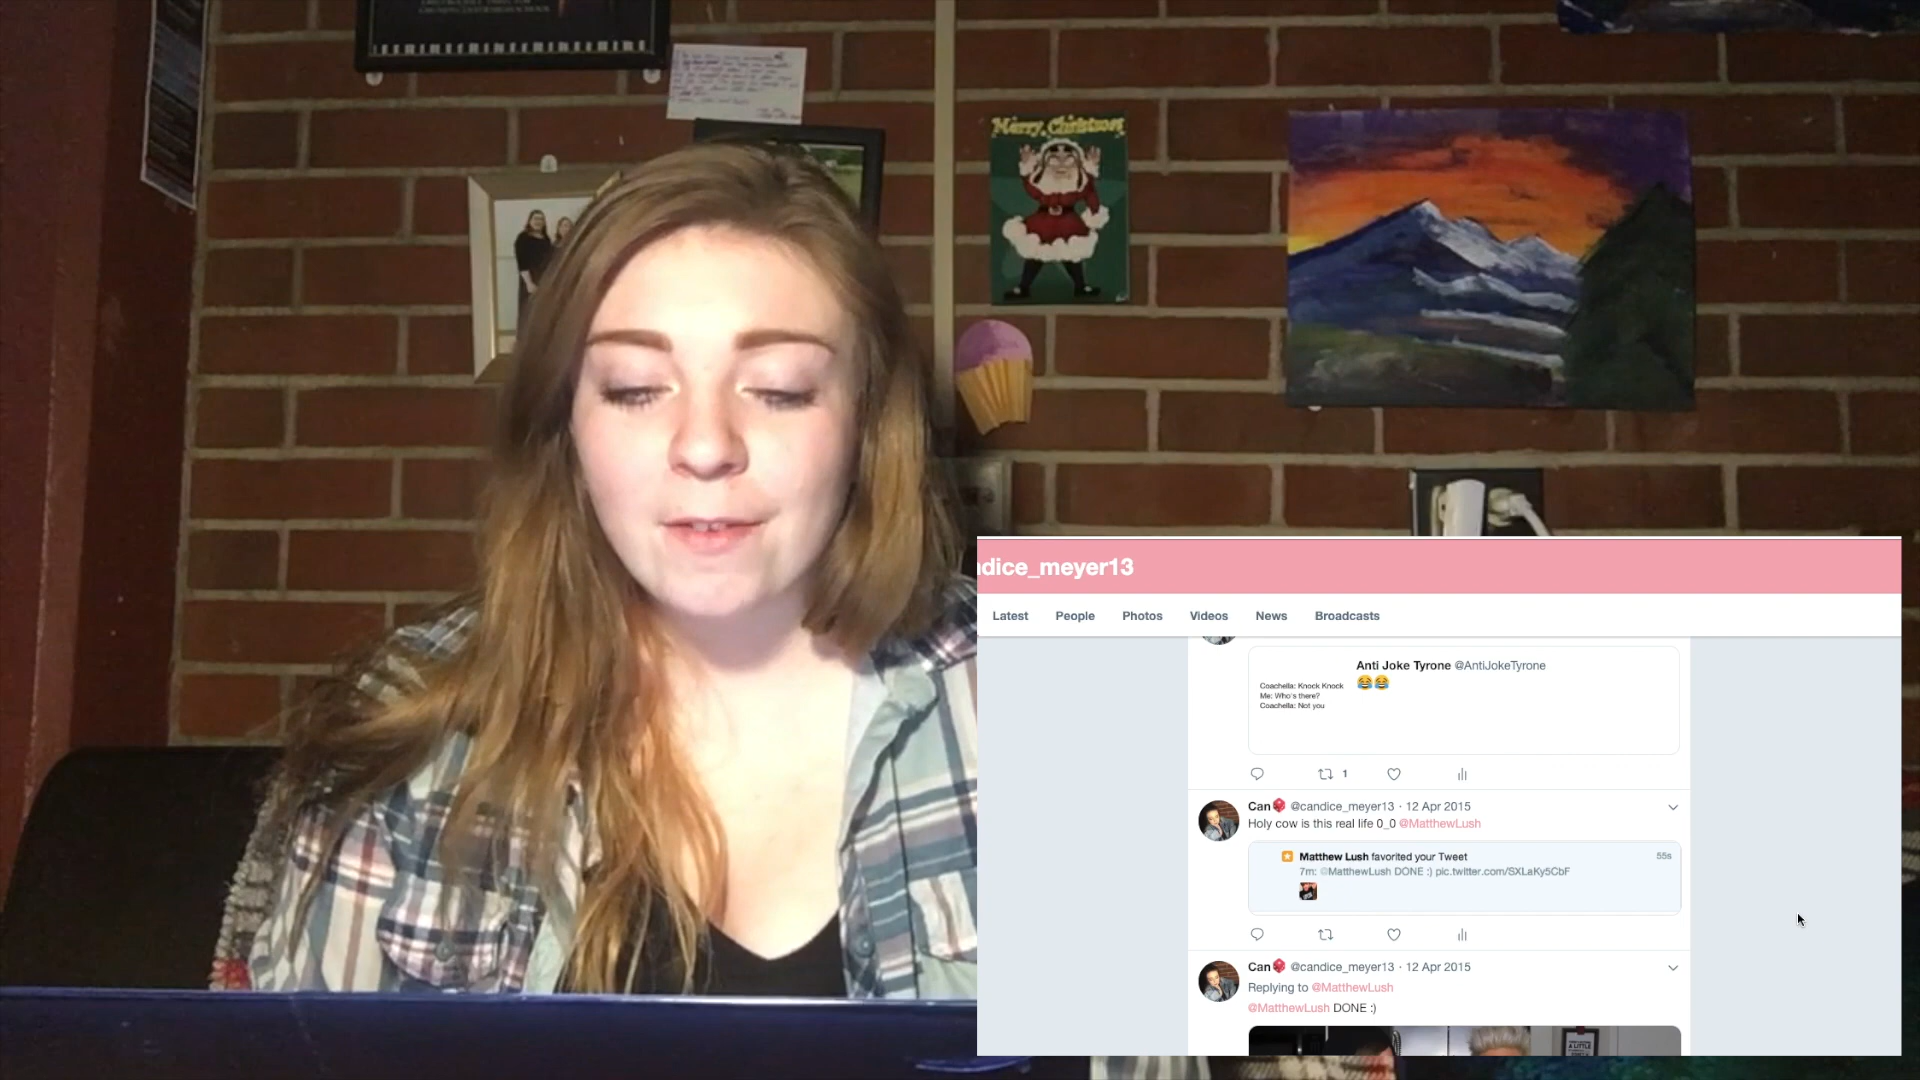 Merry Christmas
ndice_meyer13
Latest People Photos Videos News Broadcasts
Anti Joke Tyrone @AntiJokeTyrone
😂😂
Coachella: Knock Knock
Me: Who's there?
Coachella: Not you
1
Can @candice_meyer13 · 12 Apr 2015
Holy cow is this real life 0_0 @MatthewLush
Matthew Lush favorited your Tweet 55s
7m: @MatthewLush DONE :) pic.twitter.com/SXLaKy5CbF
Can @candice_meyer13 · 12 Apr 2015
Replying to @MatthewLush
@MatthewLush DONE :)
A LITTLE